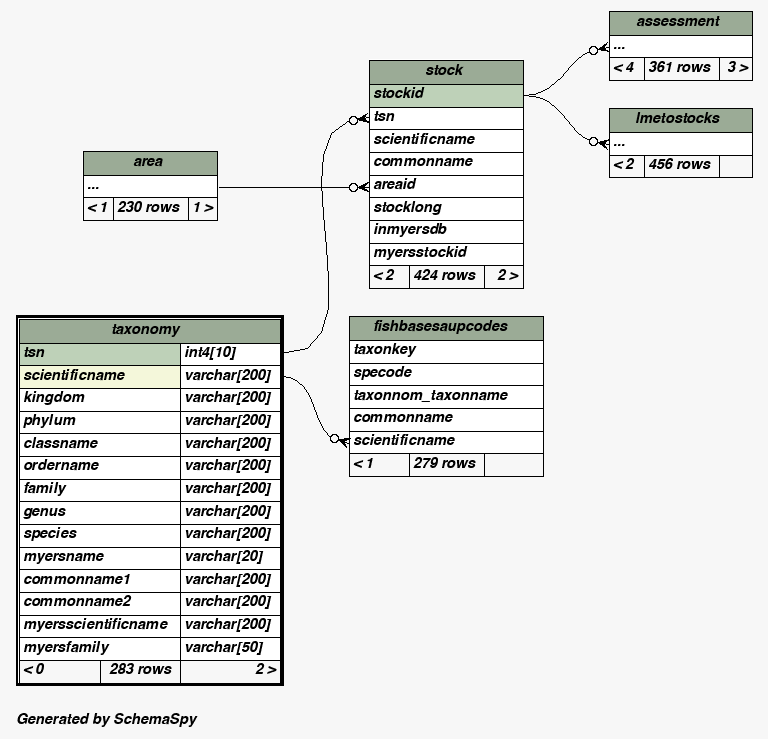 assessment
...
< 4 361 rows 3 >
stock
stockid
tsn
scientificname
commonname
areaid
stocklong
inmyersdb
myersstockid
< 2 424 rows 2 >
lmetostocks
...
< 2 456 rows
area
...
< 1 230 rows 1 >
taxonomy
tsn int4[10]
scientificname varchar[200]
kingdom varchar[200]
phylum varchar[200]
classname varchar[200]
ordername varchar[200]
family varchar[200]
genus varchar[200]
species varchar[200]
myersname varchar[20]
commonname1 varchar[200]
commonname2 varchar[200]
myersscientificname varchar[200]
myersfamily varchar[50]
< 0 283 rows 2 >
fishbasesaupcodes
taxonkey
specode
taxonnom_taxonname
commonname
scientificname
< 1 279 rows
Generated by SchemaSpy